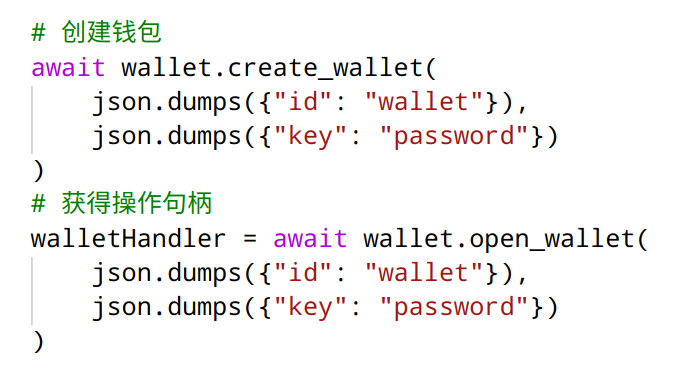 # 创建钱包
await wallet.create_wallet(
    json.dumps({"id": "wallet"}),
    json.dumps({"key": "password"})
)
# 获得操作句柄
walletHandler = await wallet.open_wallet(
    json.dumps({"id": "wallet"}),
    json.dumps({"key": "password"})
)